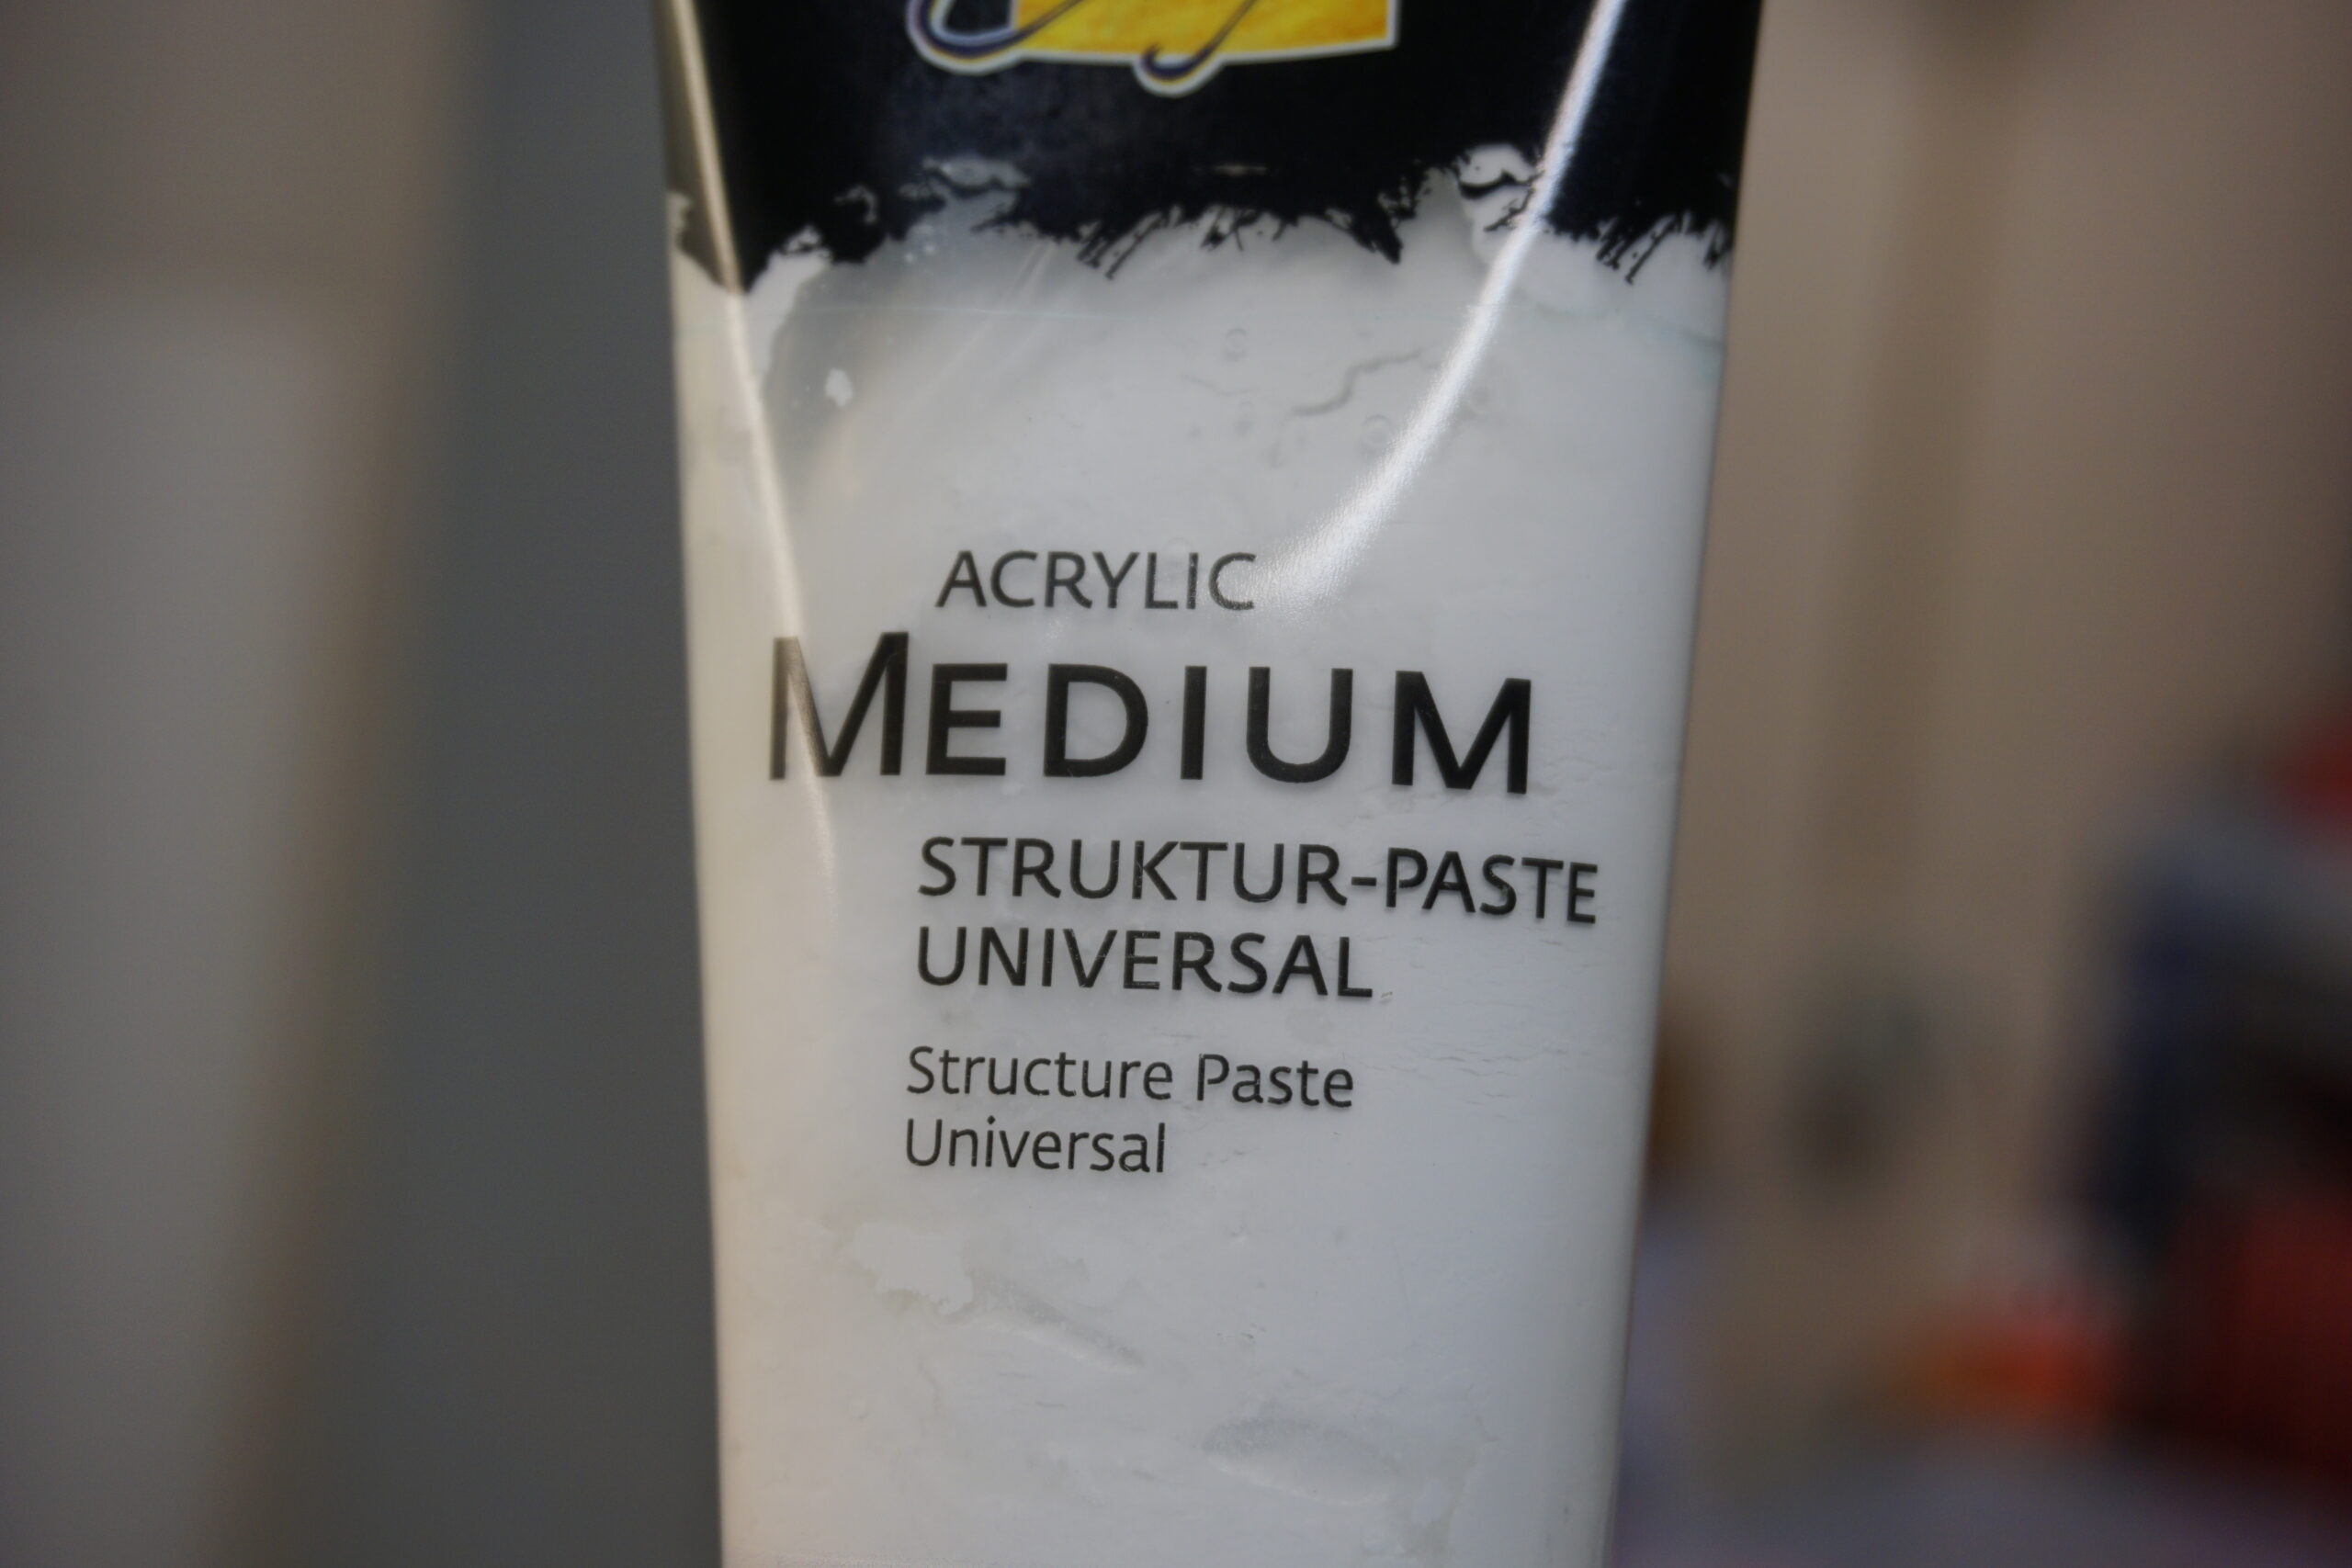 ACRYLIC
MEDIUM
STRUKTUR-PASTE
UNIVERSAL
Structure Paste
Universal